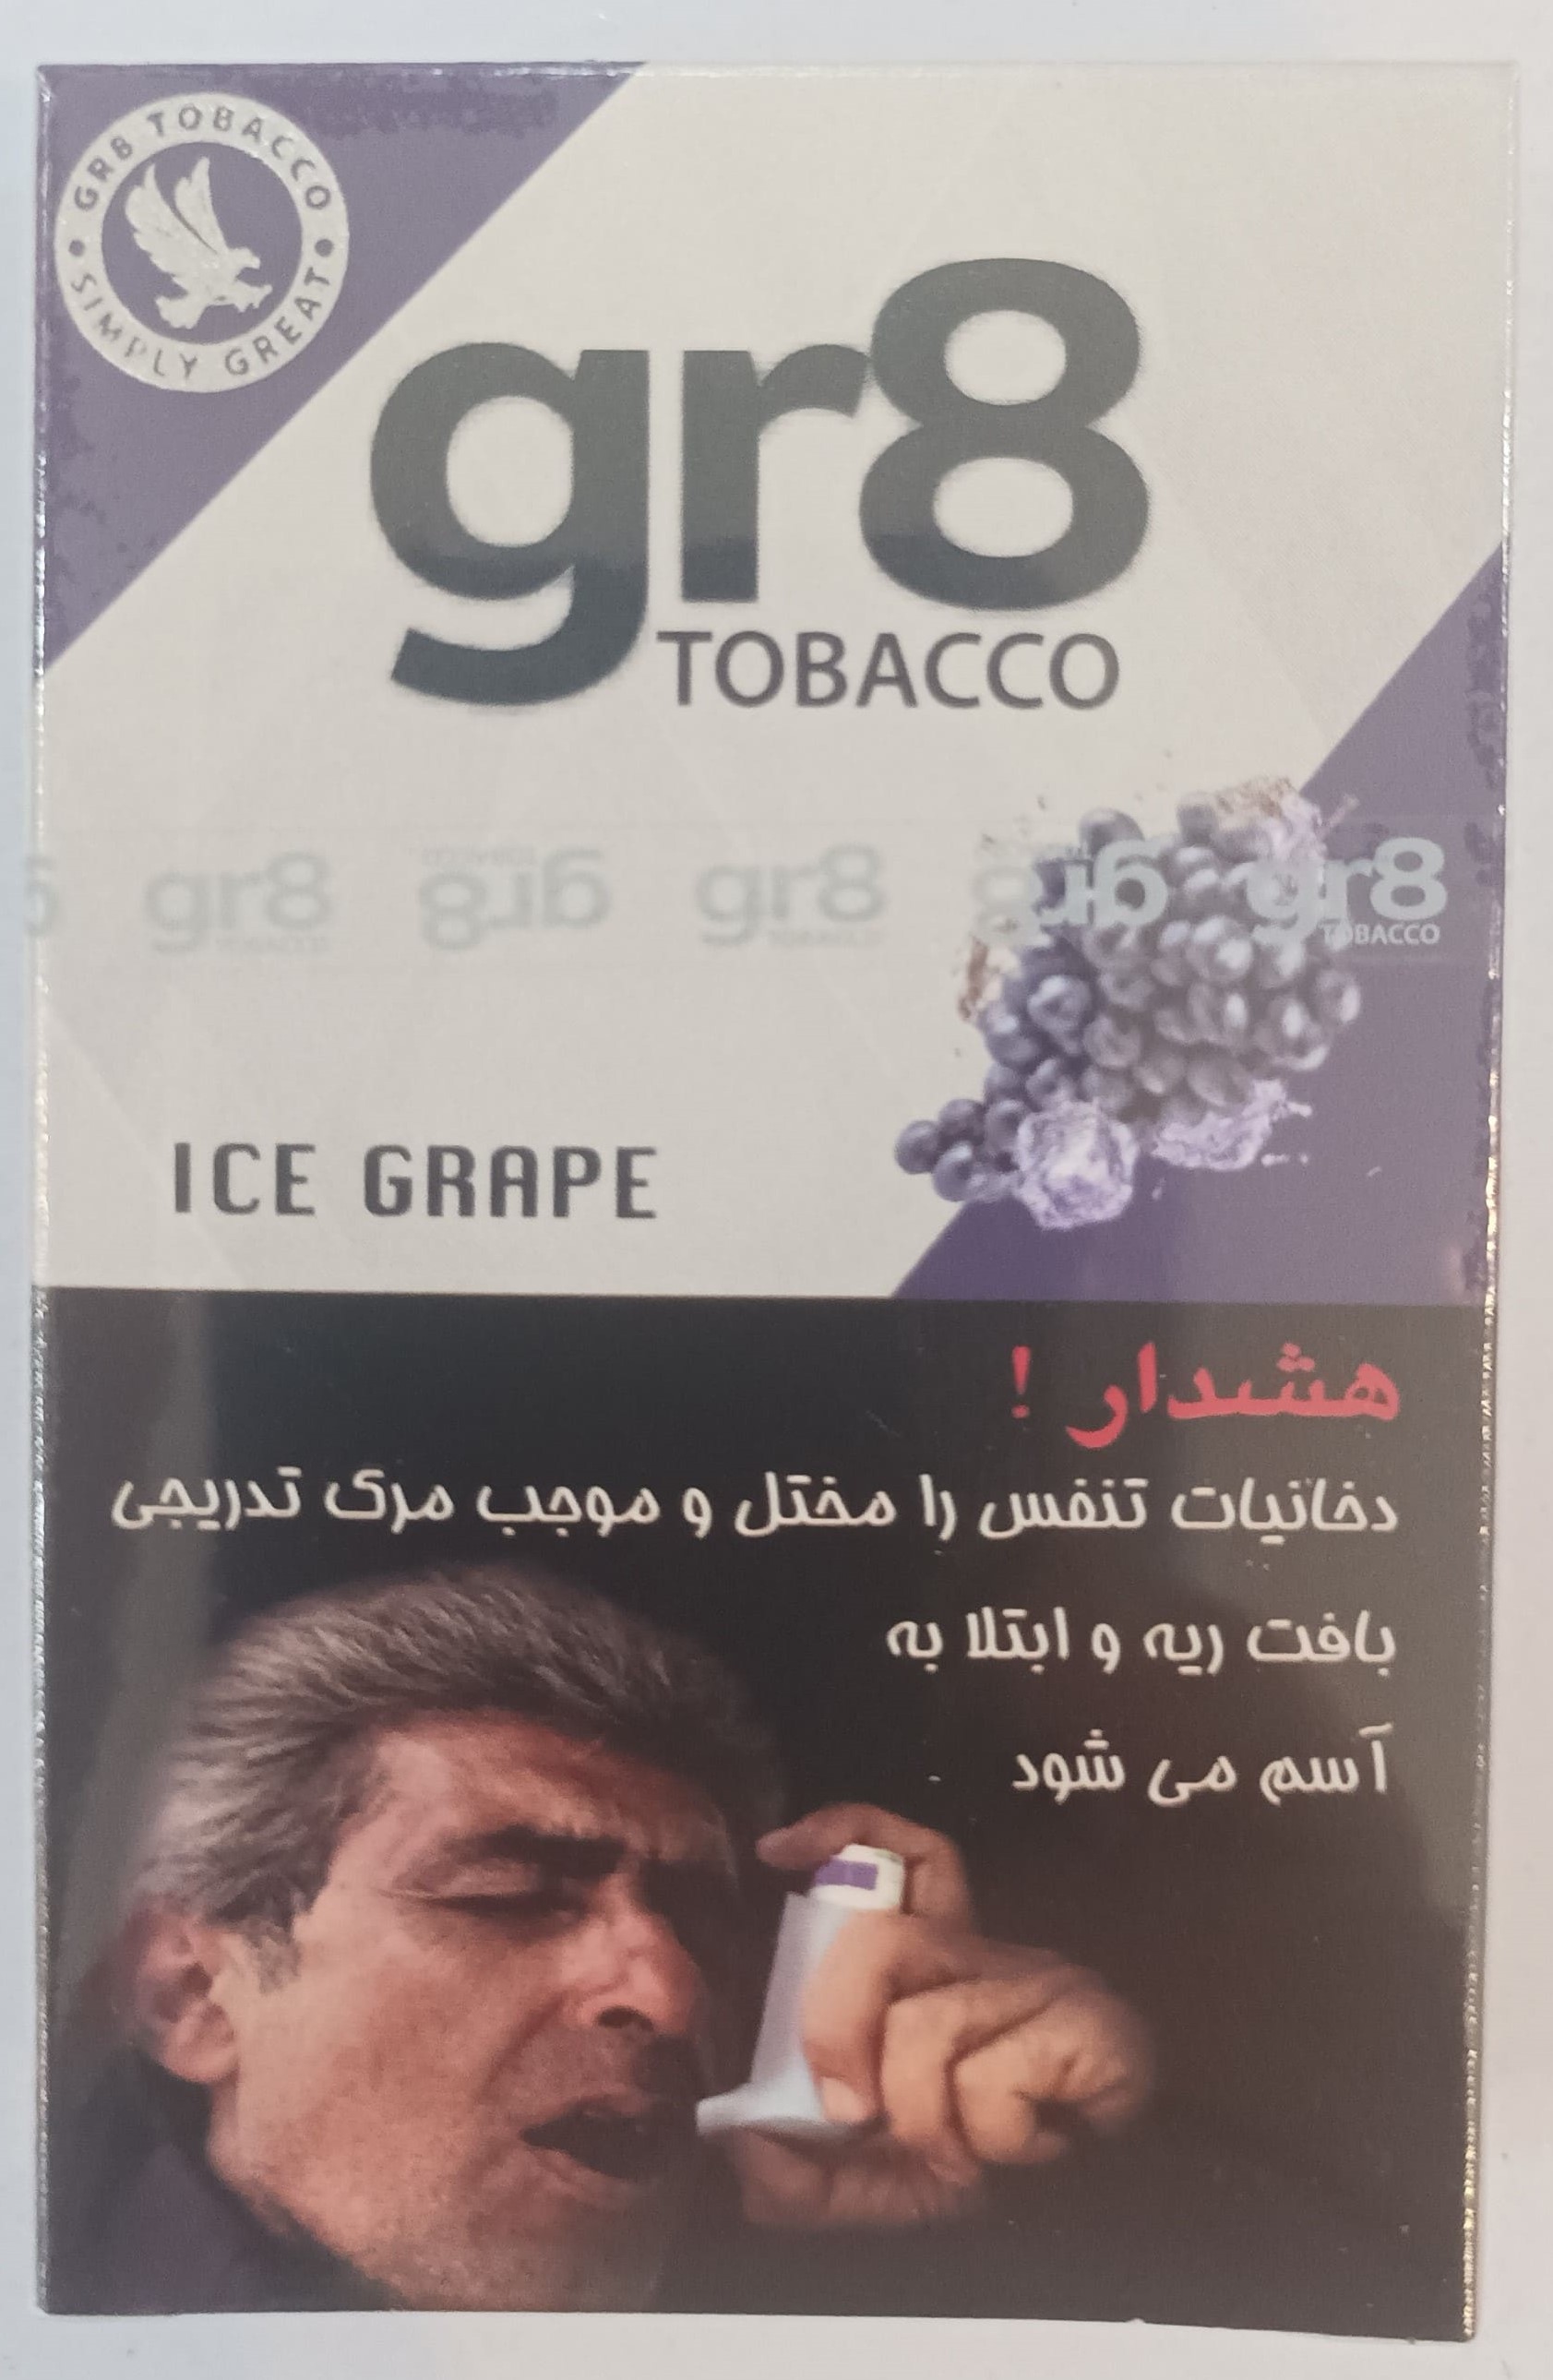 GR8 TOBACCO
SIMPLY GREAT
gr8
TOBACCO
gr8 gr8 gr8 gr8 gr8
TOBACCO
ICE GRAPE
هشدار !
دخانیات تنفس را مختل و موجب مرگ تدریجی
بافت ریه و ابتلا به
آسم می شود